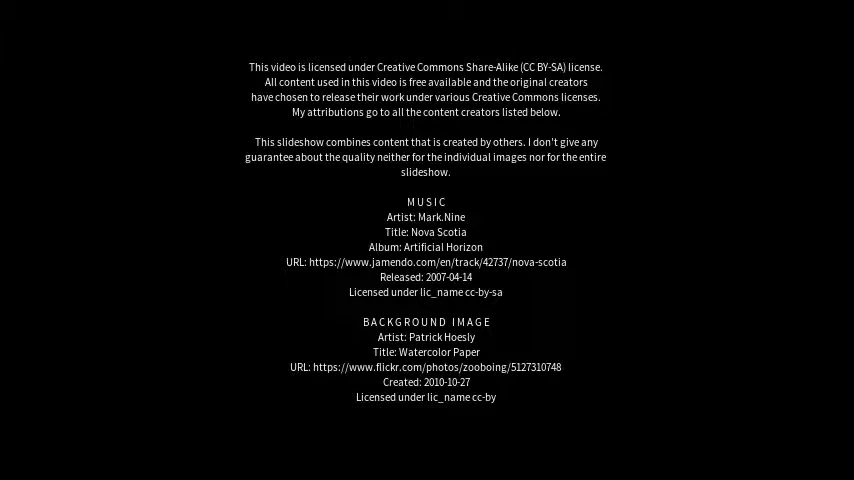 This video is licensed under Creative Commons Share-Alike (CC BY-SA) license.
All content used in this video is free available and the original creators
have chosen to release their work under various Creative Commons licenses.
My attributions go to all the content creators listed below.
This slideshow combines content that is created by others. I don't give any
guarantee about the quality neither for the individual images nor for the entire
slideshow.
MUSIC
Artist: Mark.Nine
Title: Nova Scotia
Album: Artificial Horizon
URL: https://www.jamendo.com/en/track/42737/nova-scotia
Released: 2007-04-14
Licensed under lic_name cc-by-sa
BACKGROUND IMAGE
Artist: Patrick Hoesly
Title: Watercolor Paper
URL: https://www.flickr.com/photos/zooboing/5127310748
Created: 2010-10-27
Licensed under lic_name cc-by